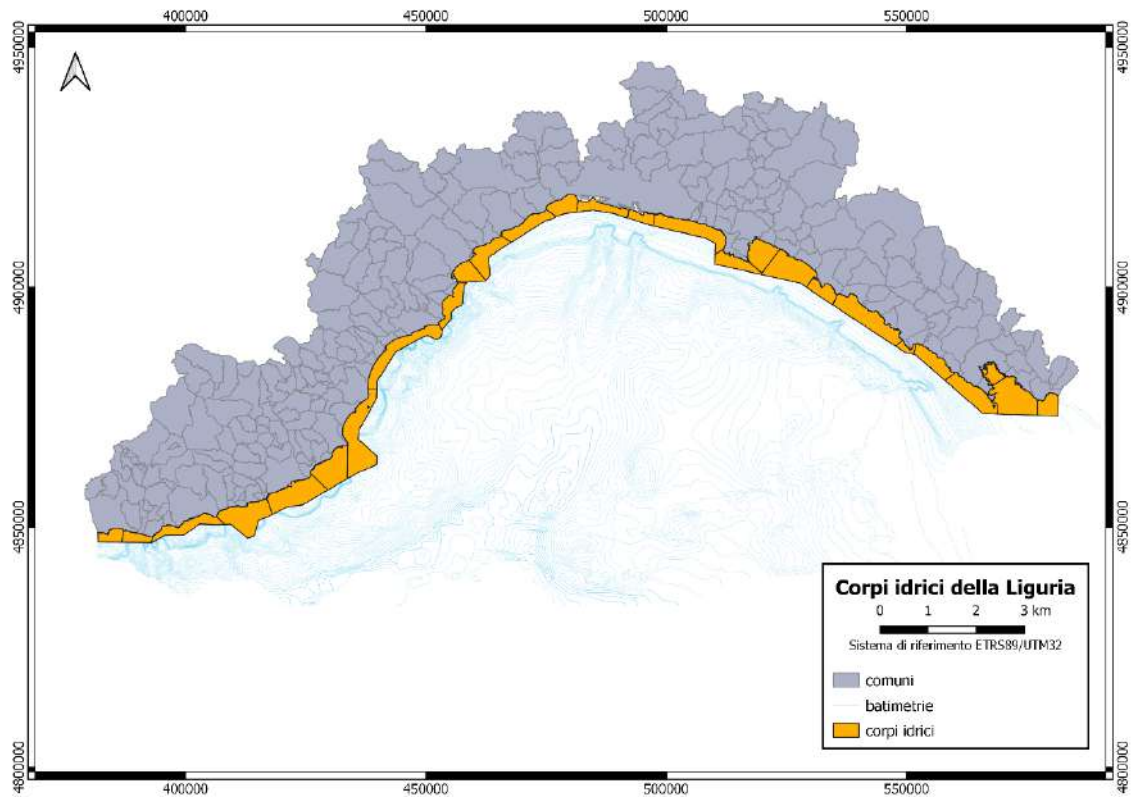 400000 450000 500000 550000
4950000 4950000
4900000 4900000
4850000 4850000
4800000 4800000
Corpi idrici della Liguria
0 1 2 3 km
Sistema di riferimento ETRS89/UTM32
comuni
batimetrie
corpi idrici
400000 450000 500000 550000